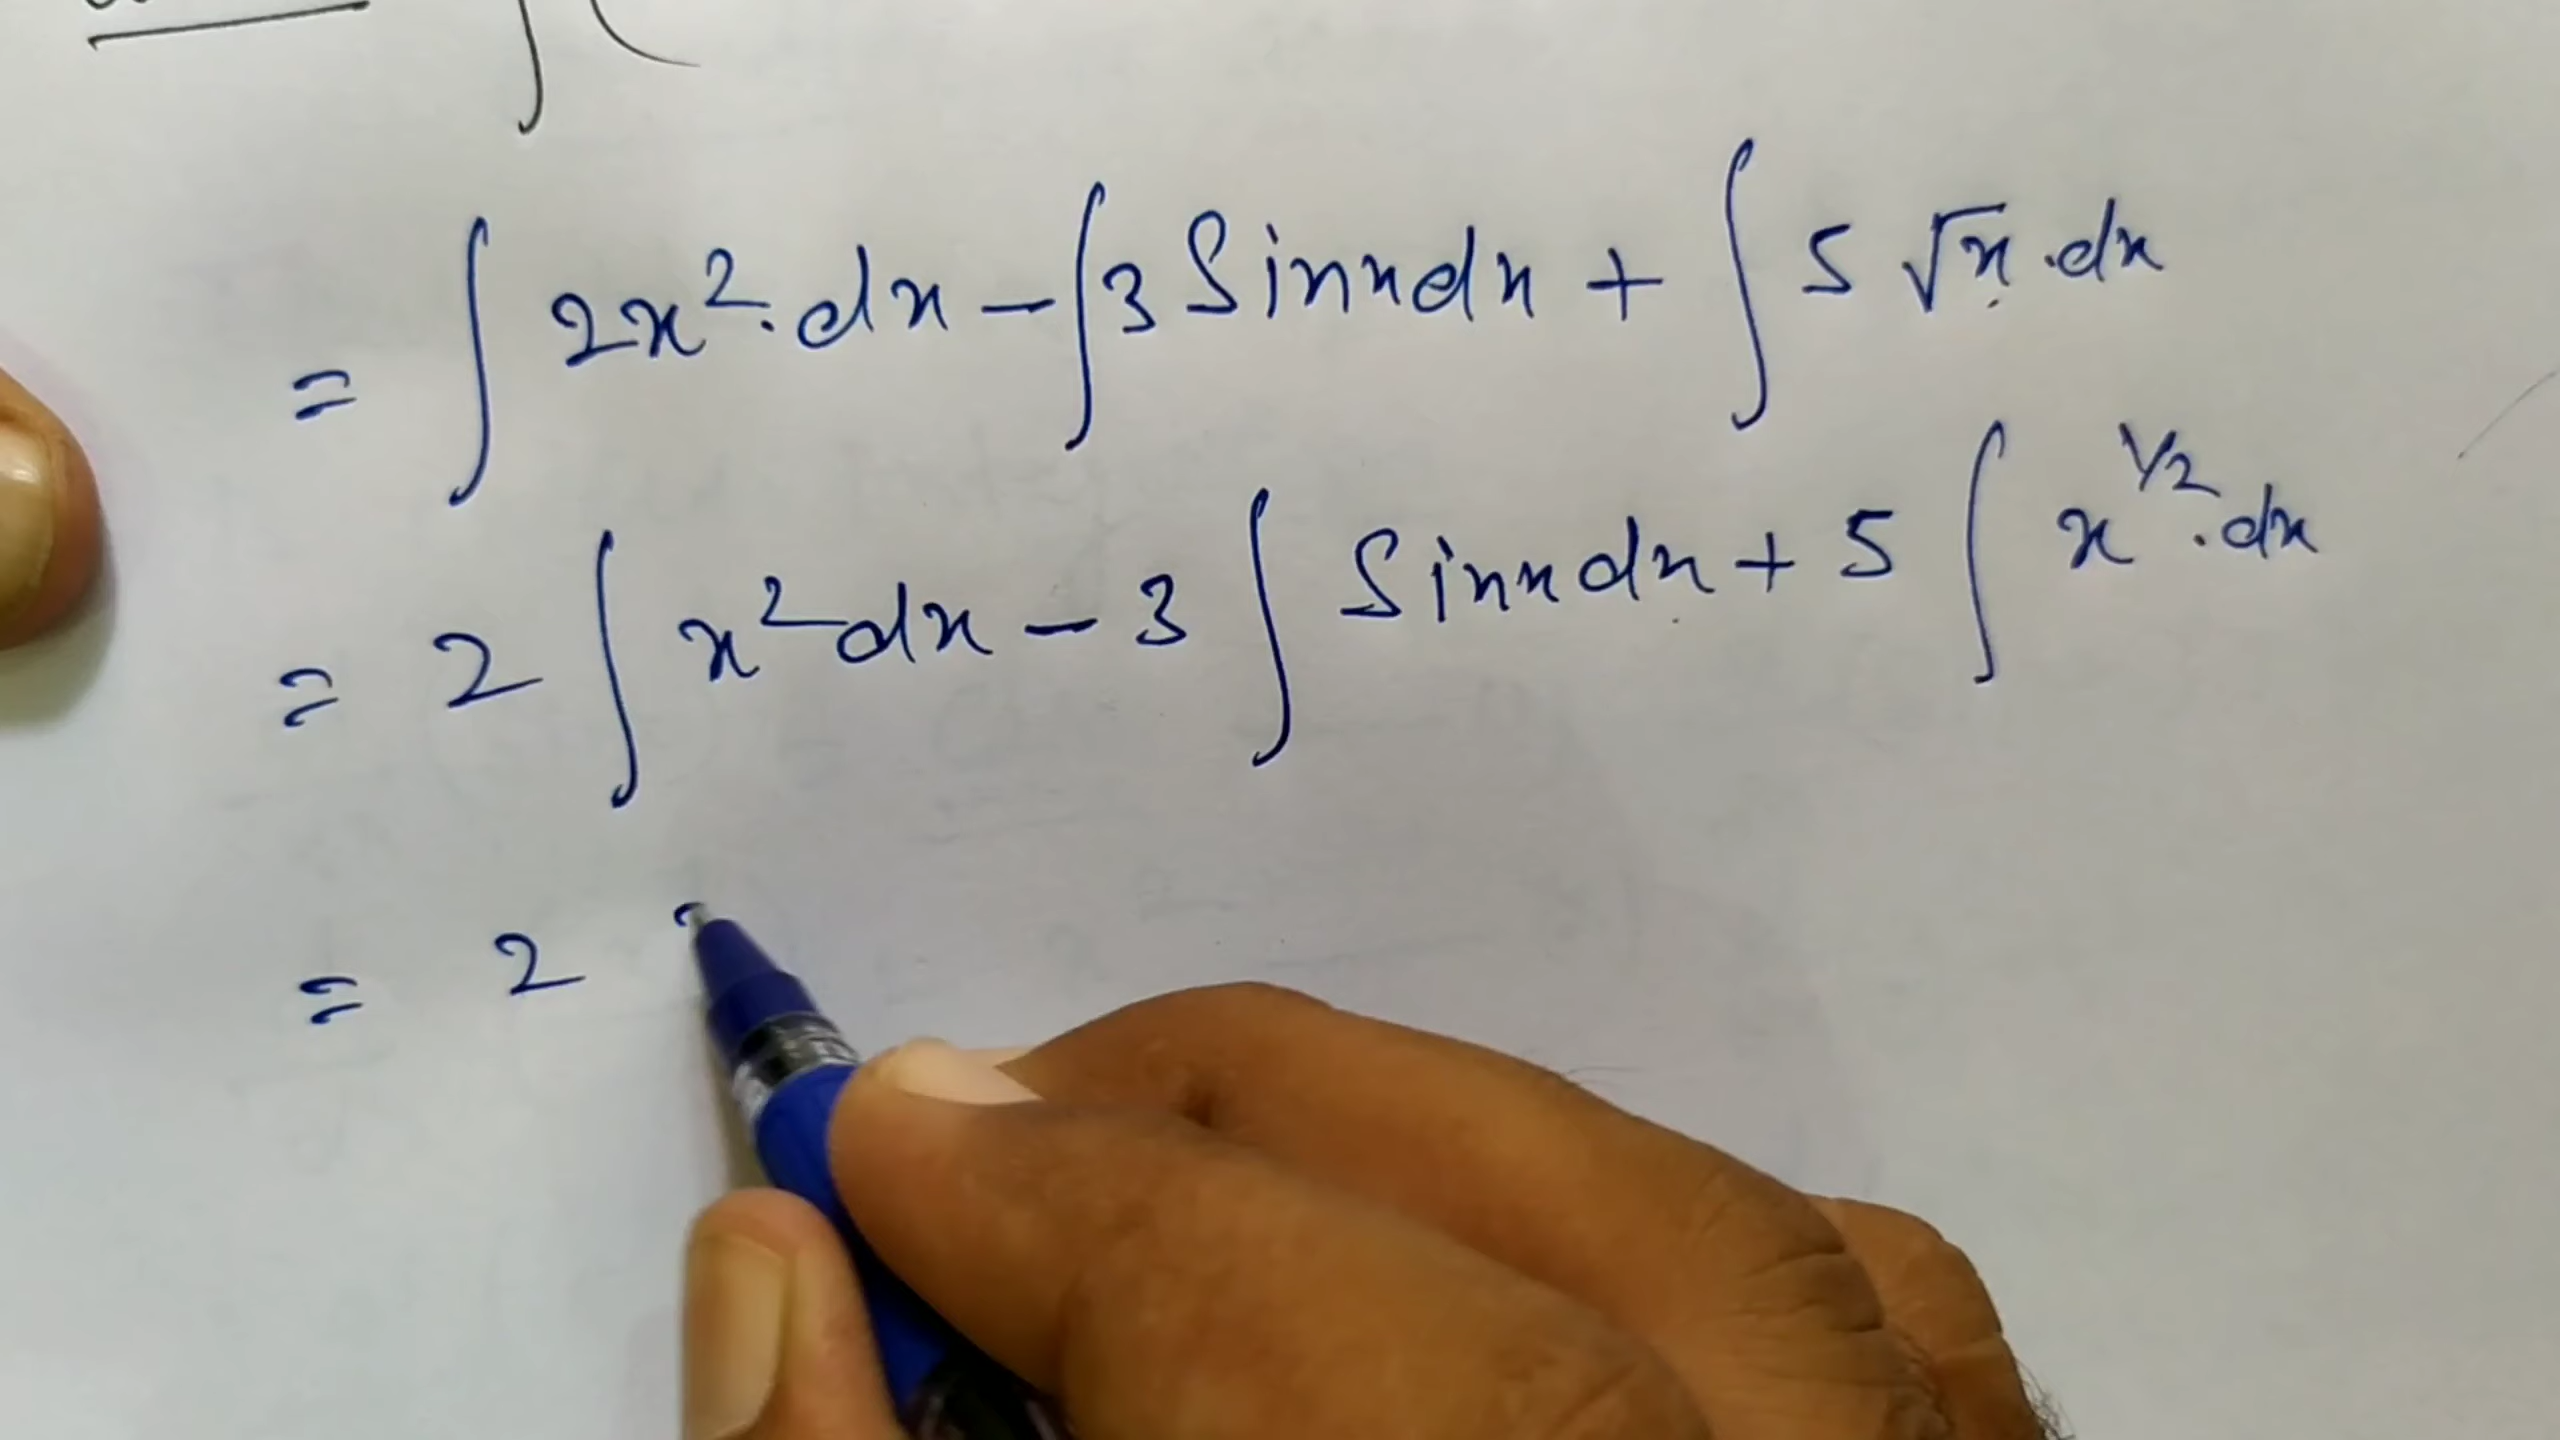 ∫(
= ∫ 2x². dx - ∫ 3 Sinx dx + ∫ 5 √x .dx
= 2 ∫ x² dx - 3 ∫ Sinx dx + 5 ∫ x^1/2 . dx
= 2